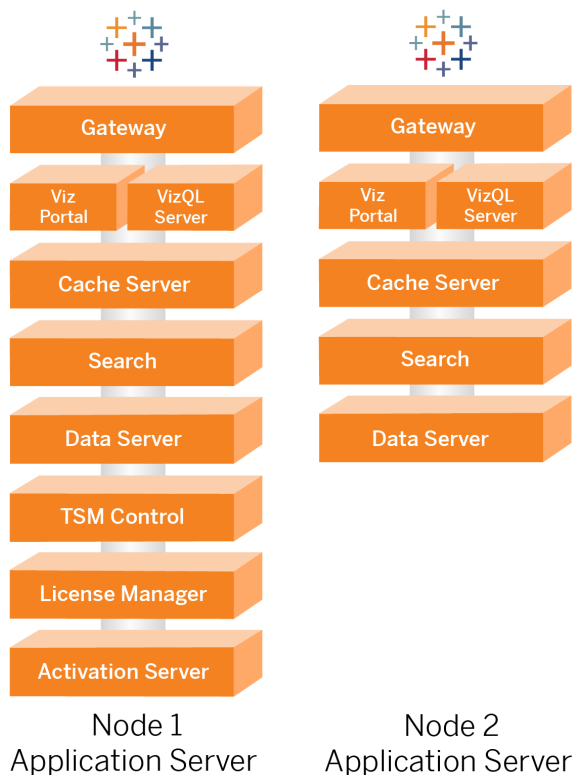 Gateway
Viz
Portal
VizQL
Server
Cache Server
Search
Data Server
TSM Control
License Manager
Activation Server
Node 1
Application Server
Gateway
Viz
Portal
VizQL
Server
Cache Server
Search
Data Server
Node 2
Application Server